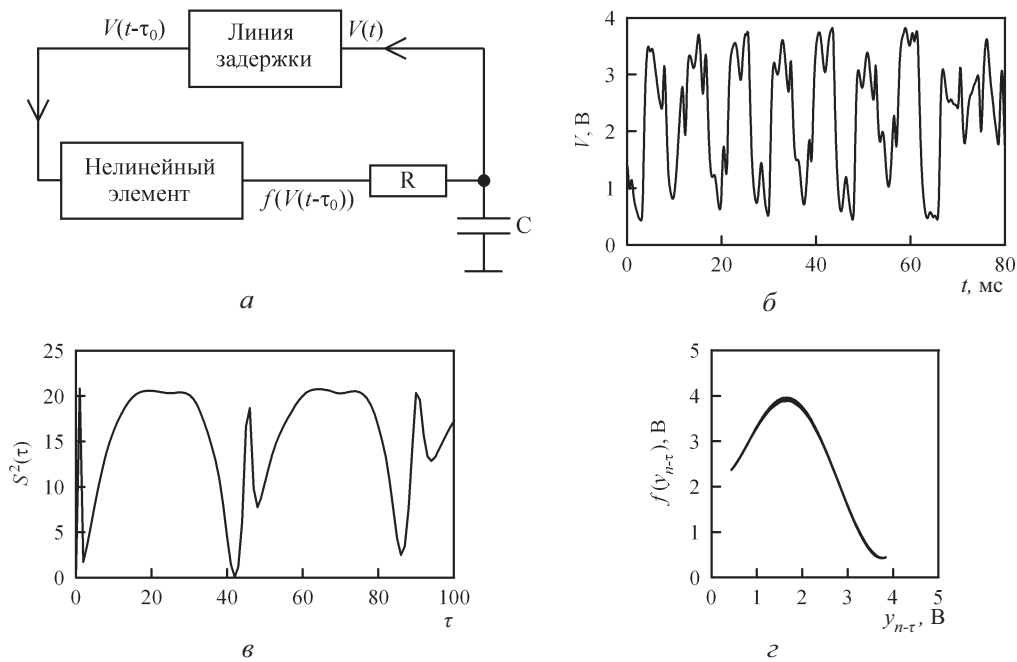 V(t-τ₀)
Линия
задержки
V(t)
Нелинейный
элемент
f(V(t-τ₀))
R
C
а
V, В
4
3
2
1
0
0 20 40 60 80
t, мс
б
S²(τ)
25
20
15
10
5
0
0 20 40 60 80 100
τ
в
f(yₙ₋τ), В
5
4
3
2
1
0
0 1 2 3 4 5
yₙ₋τ, В
г